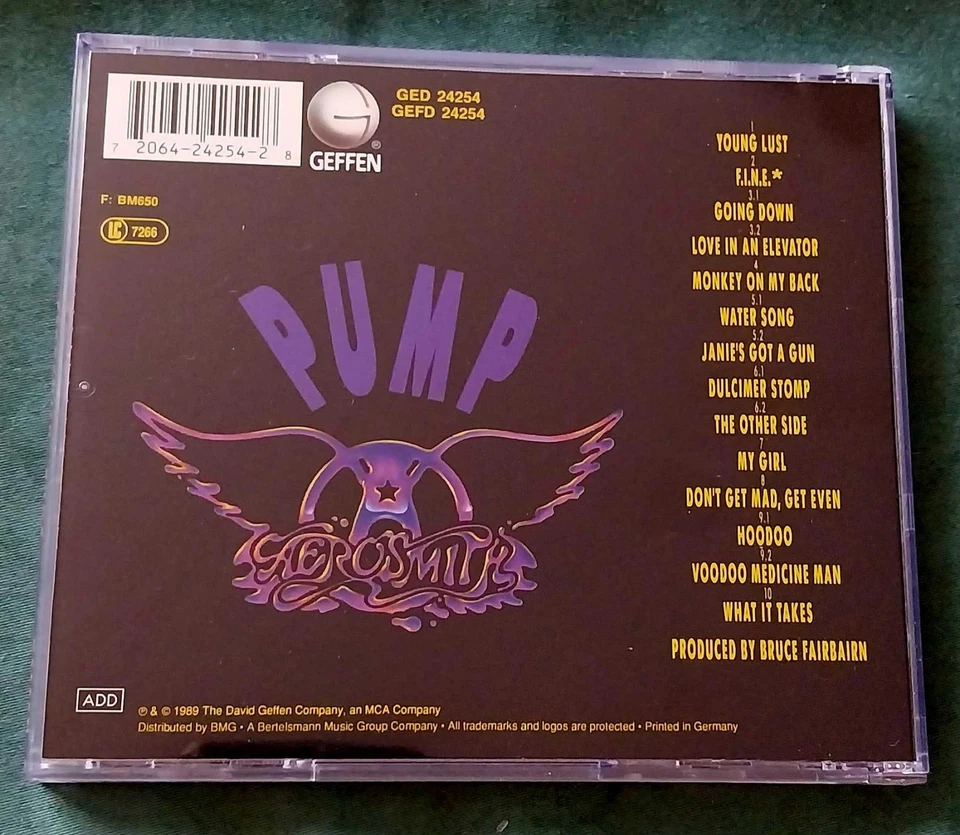 7 2064-24254-2 8
G
®
GEFFEN
GED 24254
GEFD 24254
F: BM650
LC 7266
PUMP
AEROSMITH
1
YOUNG LUST
2
F.I.N.E.*
3.1
GOING DOWN
3.2
LOVE IN AN ELEVATOR
4
MONKEY ON MY BACK
5.1
WATER SONG
5.2
JANIE'S GOT A GUN
6.1
DULCIMER STOMP
6.2
THE OTHER SIDE
7
MY GIRL
8
DON'T GET MAD, GET EVEN
9.1
HOODOO
9.2
VOODOO MEDICINE MAN
10
WHAT IT TAKES
PRODUCED BY BRUCE FAIRBAIRN
ADD
℗ & © 1989 The David Geffen Company, an MCA Company
Distributed by BMG • A Bertelsmann Music Group Company • All trademarks and logos are protected • Printed in Germany